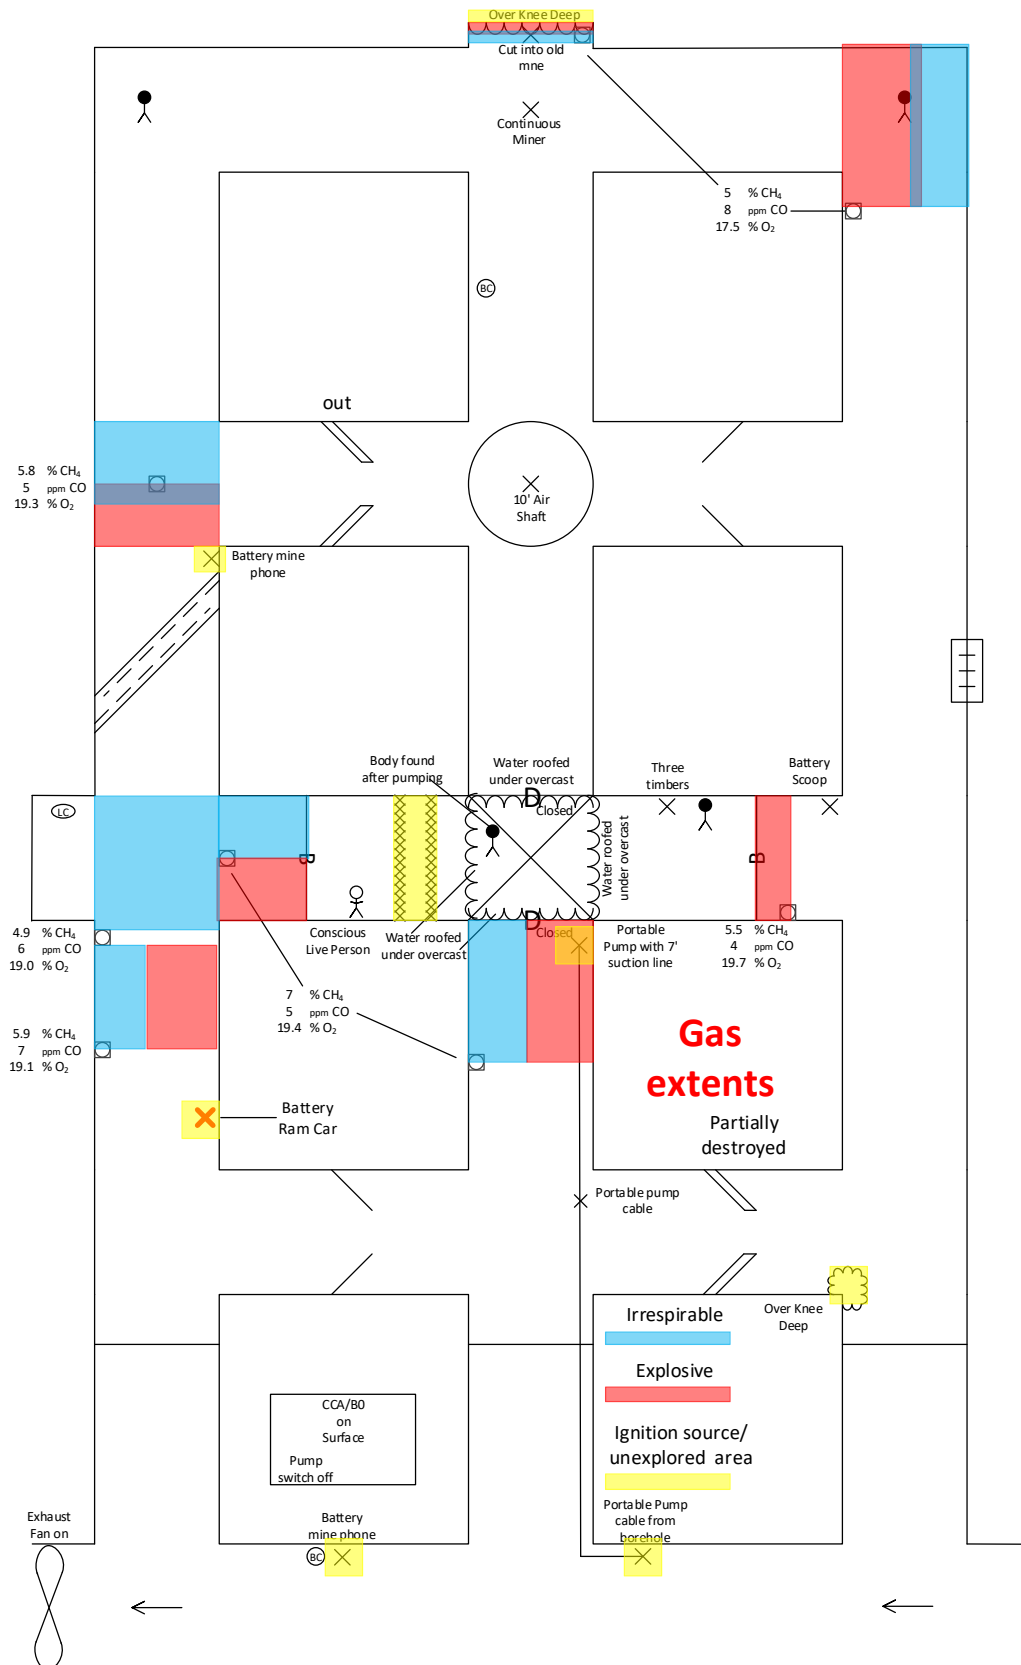 Over Knee Deep
Cut into old
mne
Continuous
Miner
5 % CH₄
8 ppm CO
17.5 % O₂
BC
out
5.8 % CH₄
5 ppm CO
19.3 % O₂
10' Air
Shaft
Battery mine
phone
Body found
after pumping
Water roofed
under overcast
Three
timbers
Battery
Scoop
LC
D
Closed
Water roofed
under overcast
B
B
D
Closed
Conscious
Live Person
Water roofed
under overcast
Portable
Pump with 7'
suction line
5.5 % CH₄
4 ppm CO
19.7 % O₂
4.9 % CH₄
6 ppm CO
19.0 % O₂
7 % CH₄
5 ppm CO
19.4 % O₂
5.9 % CH₄
7 ppm CO
19.1 % O₂
Gas
extents
Battery
Ram Car
Partially
destroyed
Portable pump
cable
Over Knee
Deep
Irrespirable
Explosive
Ignition source/
unexplored area
CCA/B0
on
Surface
Pump
switch off
Portable Pump
cable from
borehole
Battery
mine phone
BC
Exhaust
Fan on